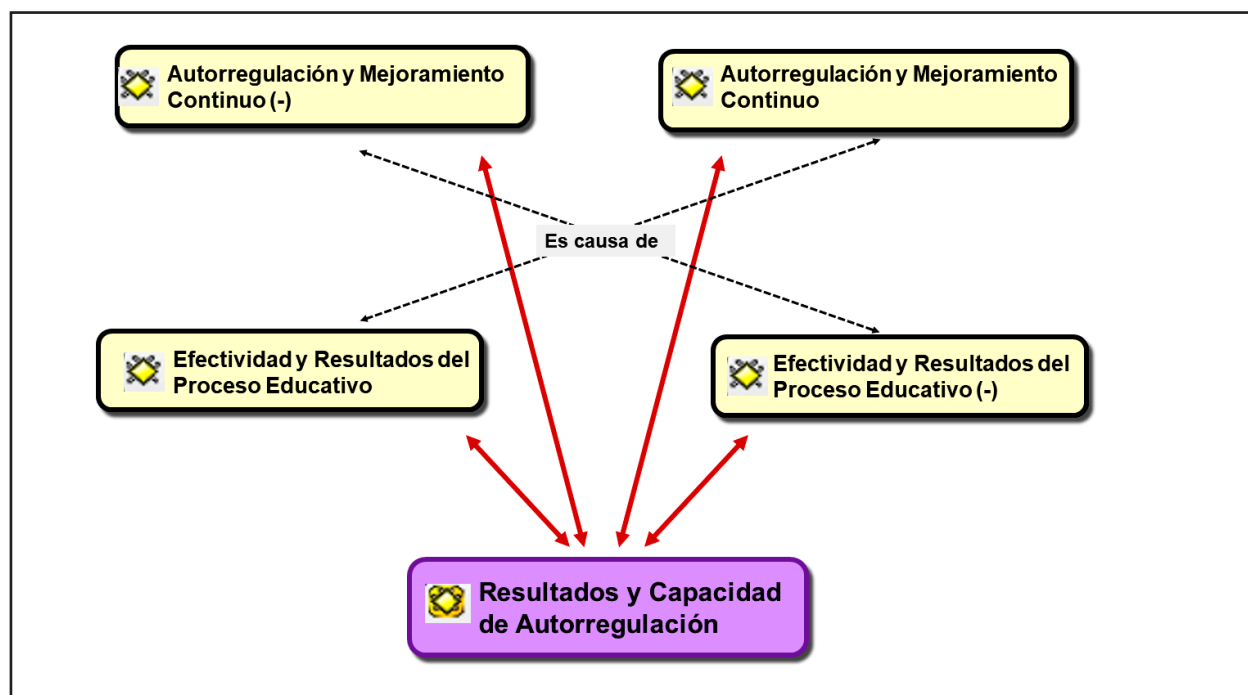 Autorregulación y Mejoramiento
Continuo (-)
Autorregulación y Mejoramiento
Continuo
Es causa de
Efectividad y Resultados del
Proceso Educativo
Efectividad y Resultados del
Proceso Educativo (-)
Resultados y Capacidad
de Autorregulación